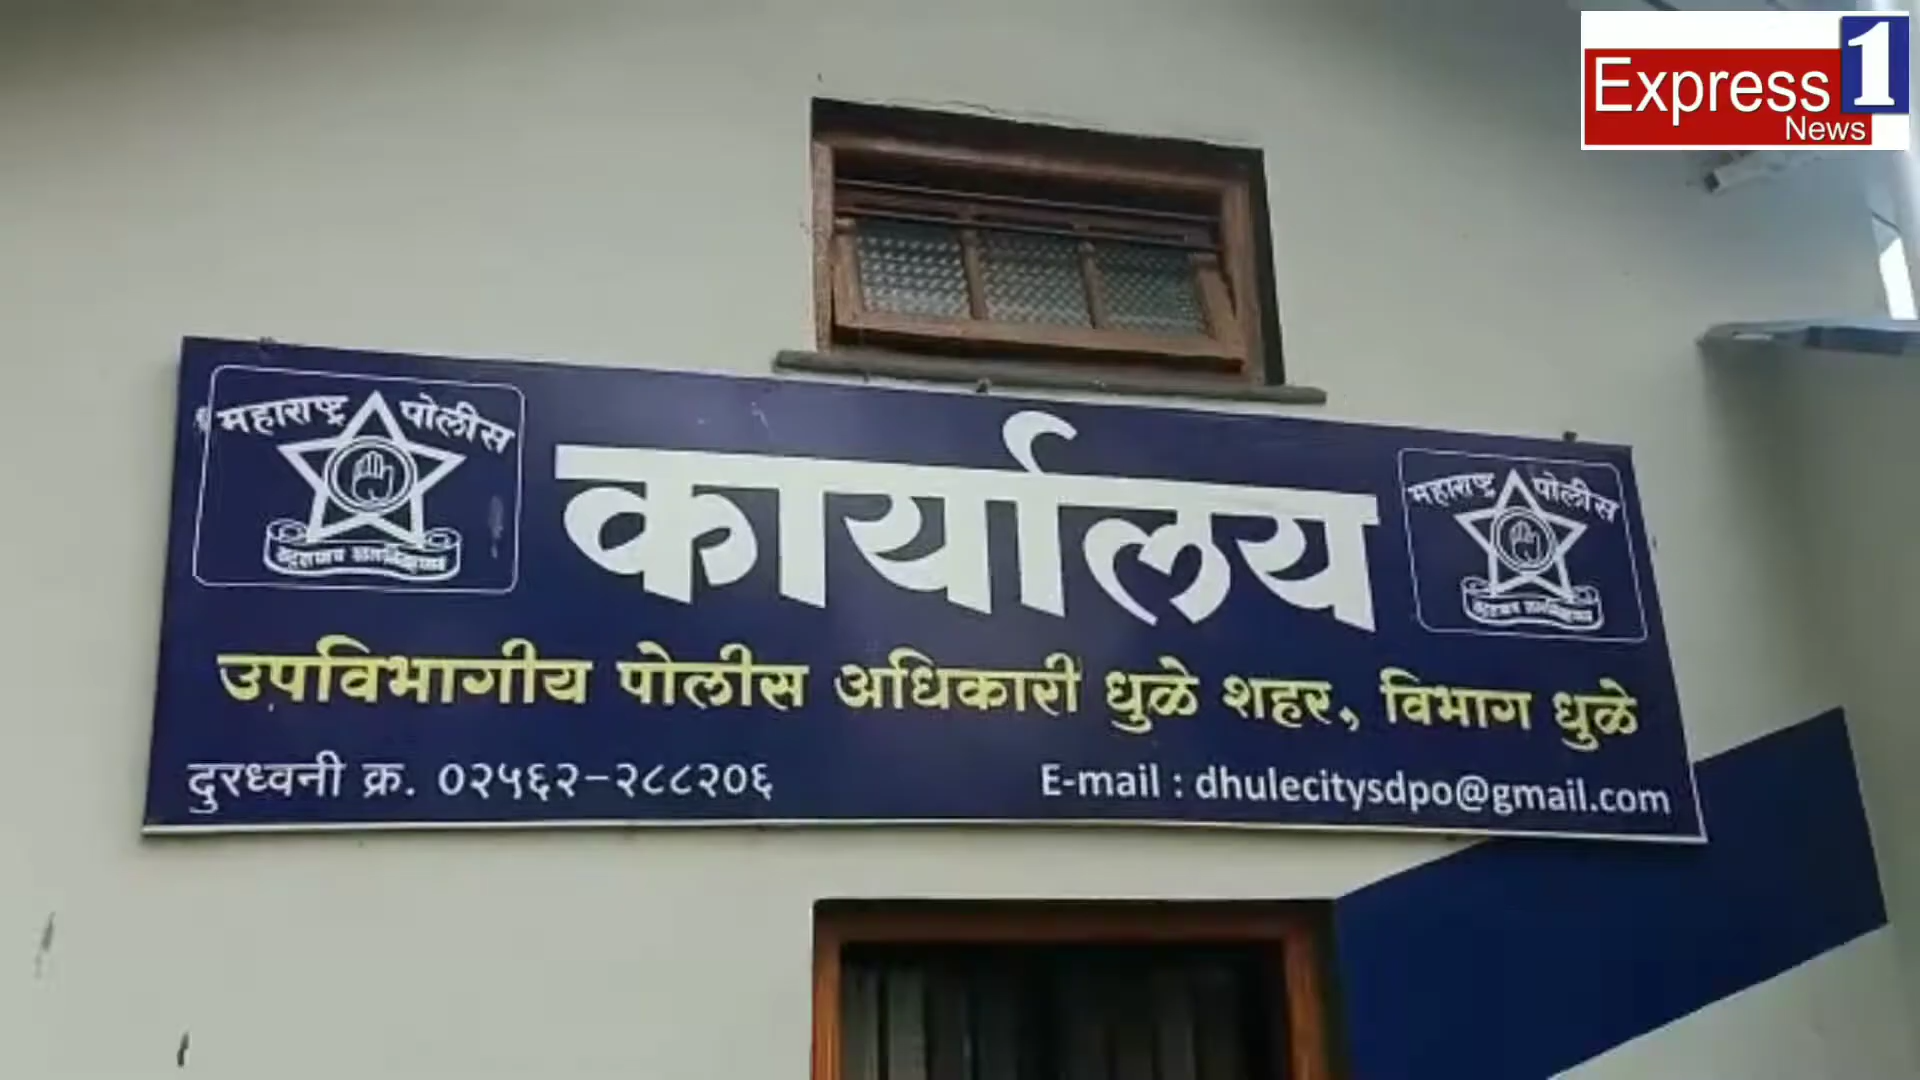 Express 1
News
महाराष्ट्र पोलीस
कार्यालय
महाराष्ट्र पोलीस
उपविभागीय पोलीस अधिकारी धुळे शहर, विभाग धुळे
दुरध्वनी क्र. ०२५६२-२८८२०६
E-mail : dhulecitysdpo@gmail.com